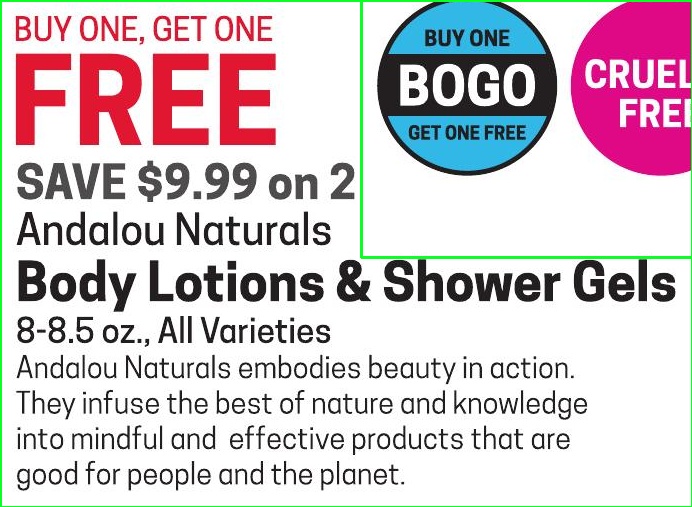 BUY ONE, GET ONE
FREE
SAVE $9.99 on 2
Andalou Naturals
Body Lotions & Shower Gels
8-8.5 oz., All Varieties
Andalou Naturals embodies beauty in action.
They infuse the best of nature and knowledge
into mindful and effective products that are
good for people and the planet.
BUY ONE
BOGO
GET ONE FREE
CRUEL
FREE